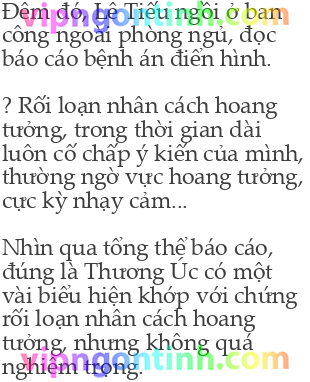 Đêm đó, Lê Tiếu ngồi ở ban
công ngoài phòng ngủ, đọc
báo cáo bệnh án điển hình.
? Rối loạn nhân cách hoang
tưởng, trong thời gian dài
luôn cố chấp ý kiến của mình,
thường ngờ vực hoang tưởng,
cực kỳ nhạy cảm...
Nhìn qua tổng thể báo cáo,
đúng là Thương Úc có một
vài biểu hiện khớp với chứng
rối loạn nhân cách hoang
tưởng, nhưng không quá
nghiêm trọng.
vipngontinh.com
vipngontinh.com